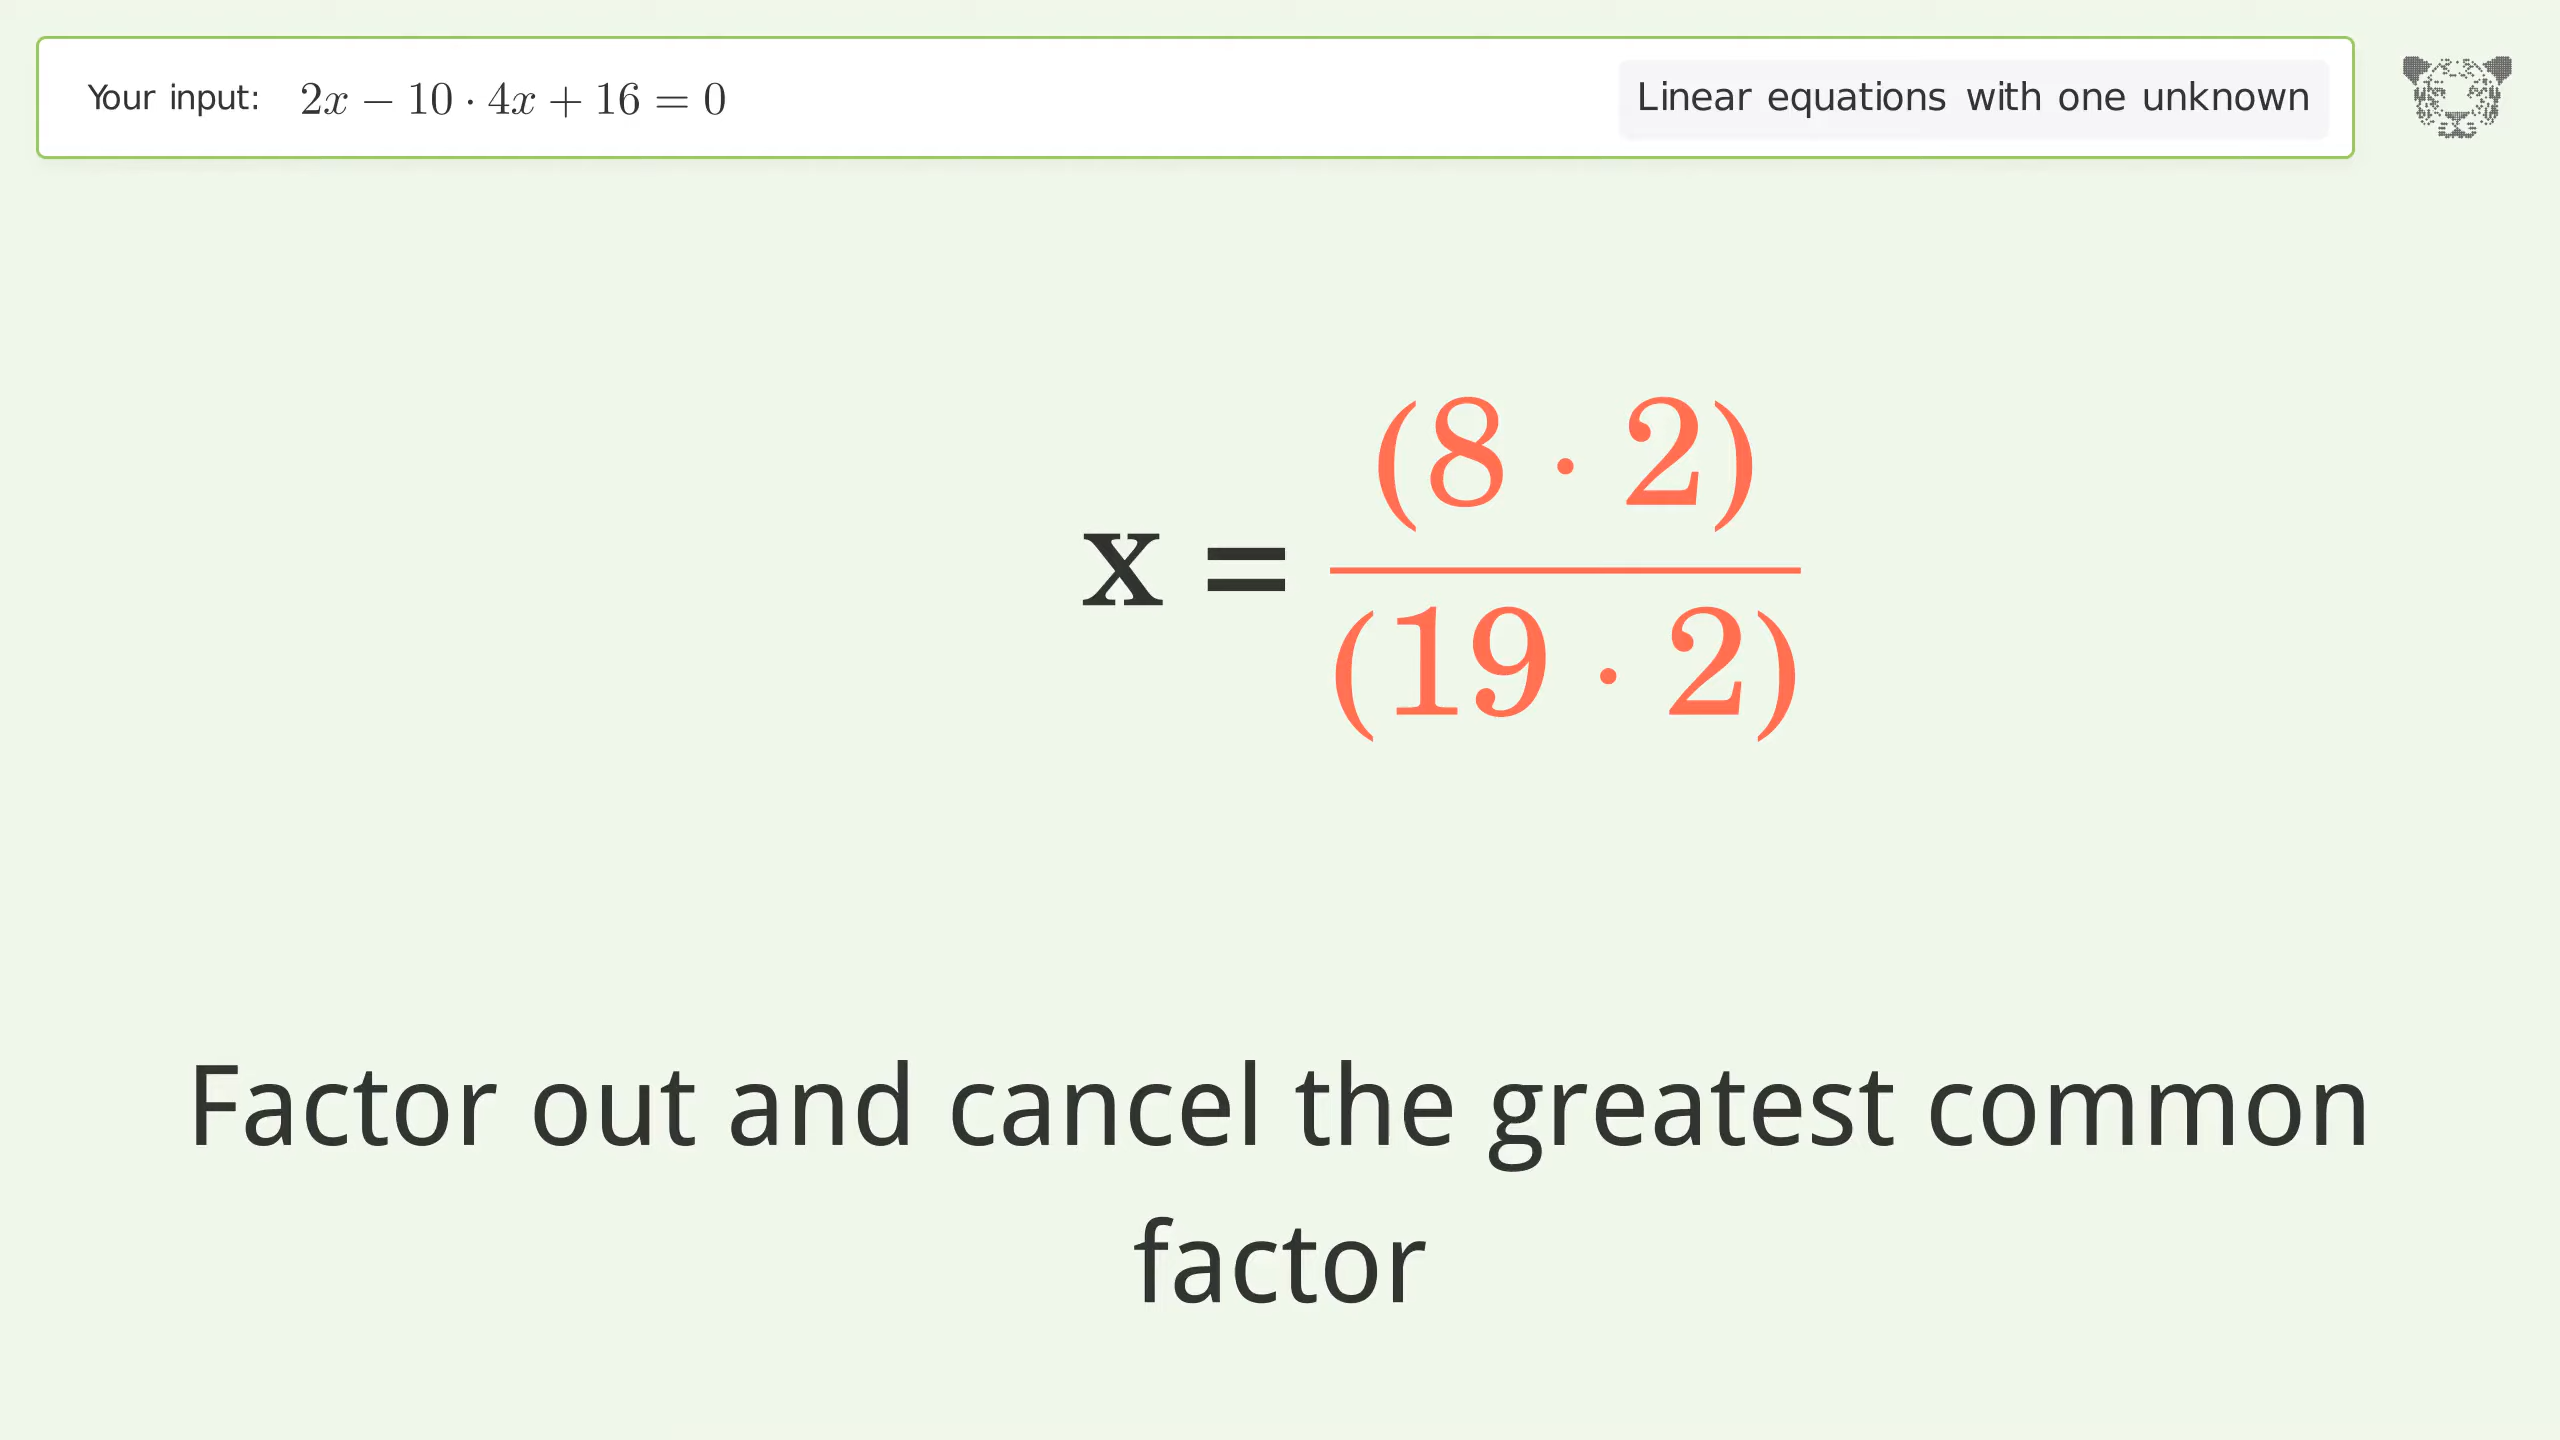 Your input: 2x − 10 · 4x + 16 = 0
Linear equations with one unknown
(8 · 2)
x =
(19 · 2)
Factor out and cancel the greatest common
factor